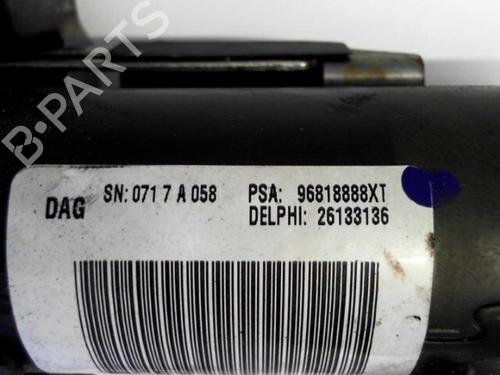 B-PARTS
DAG SN: 071 7 A 058 PSA: 96818888XT
DELPHI: 26133136